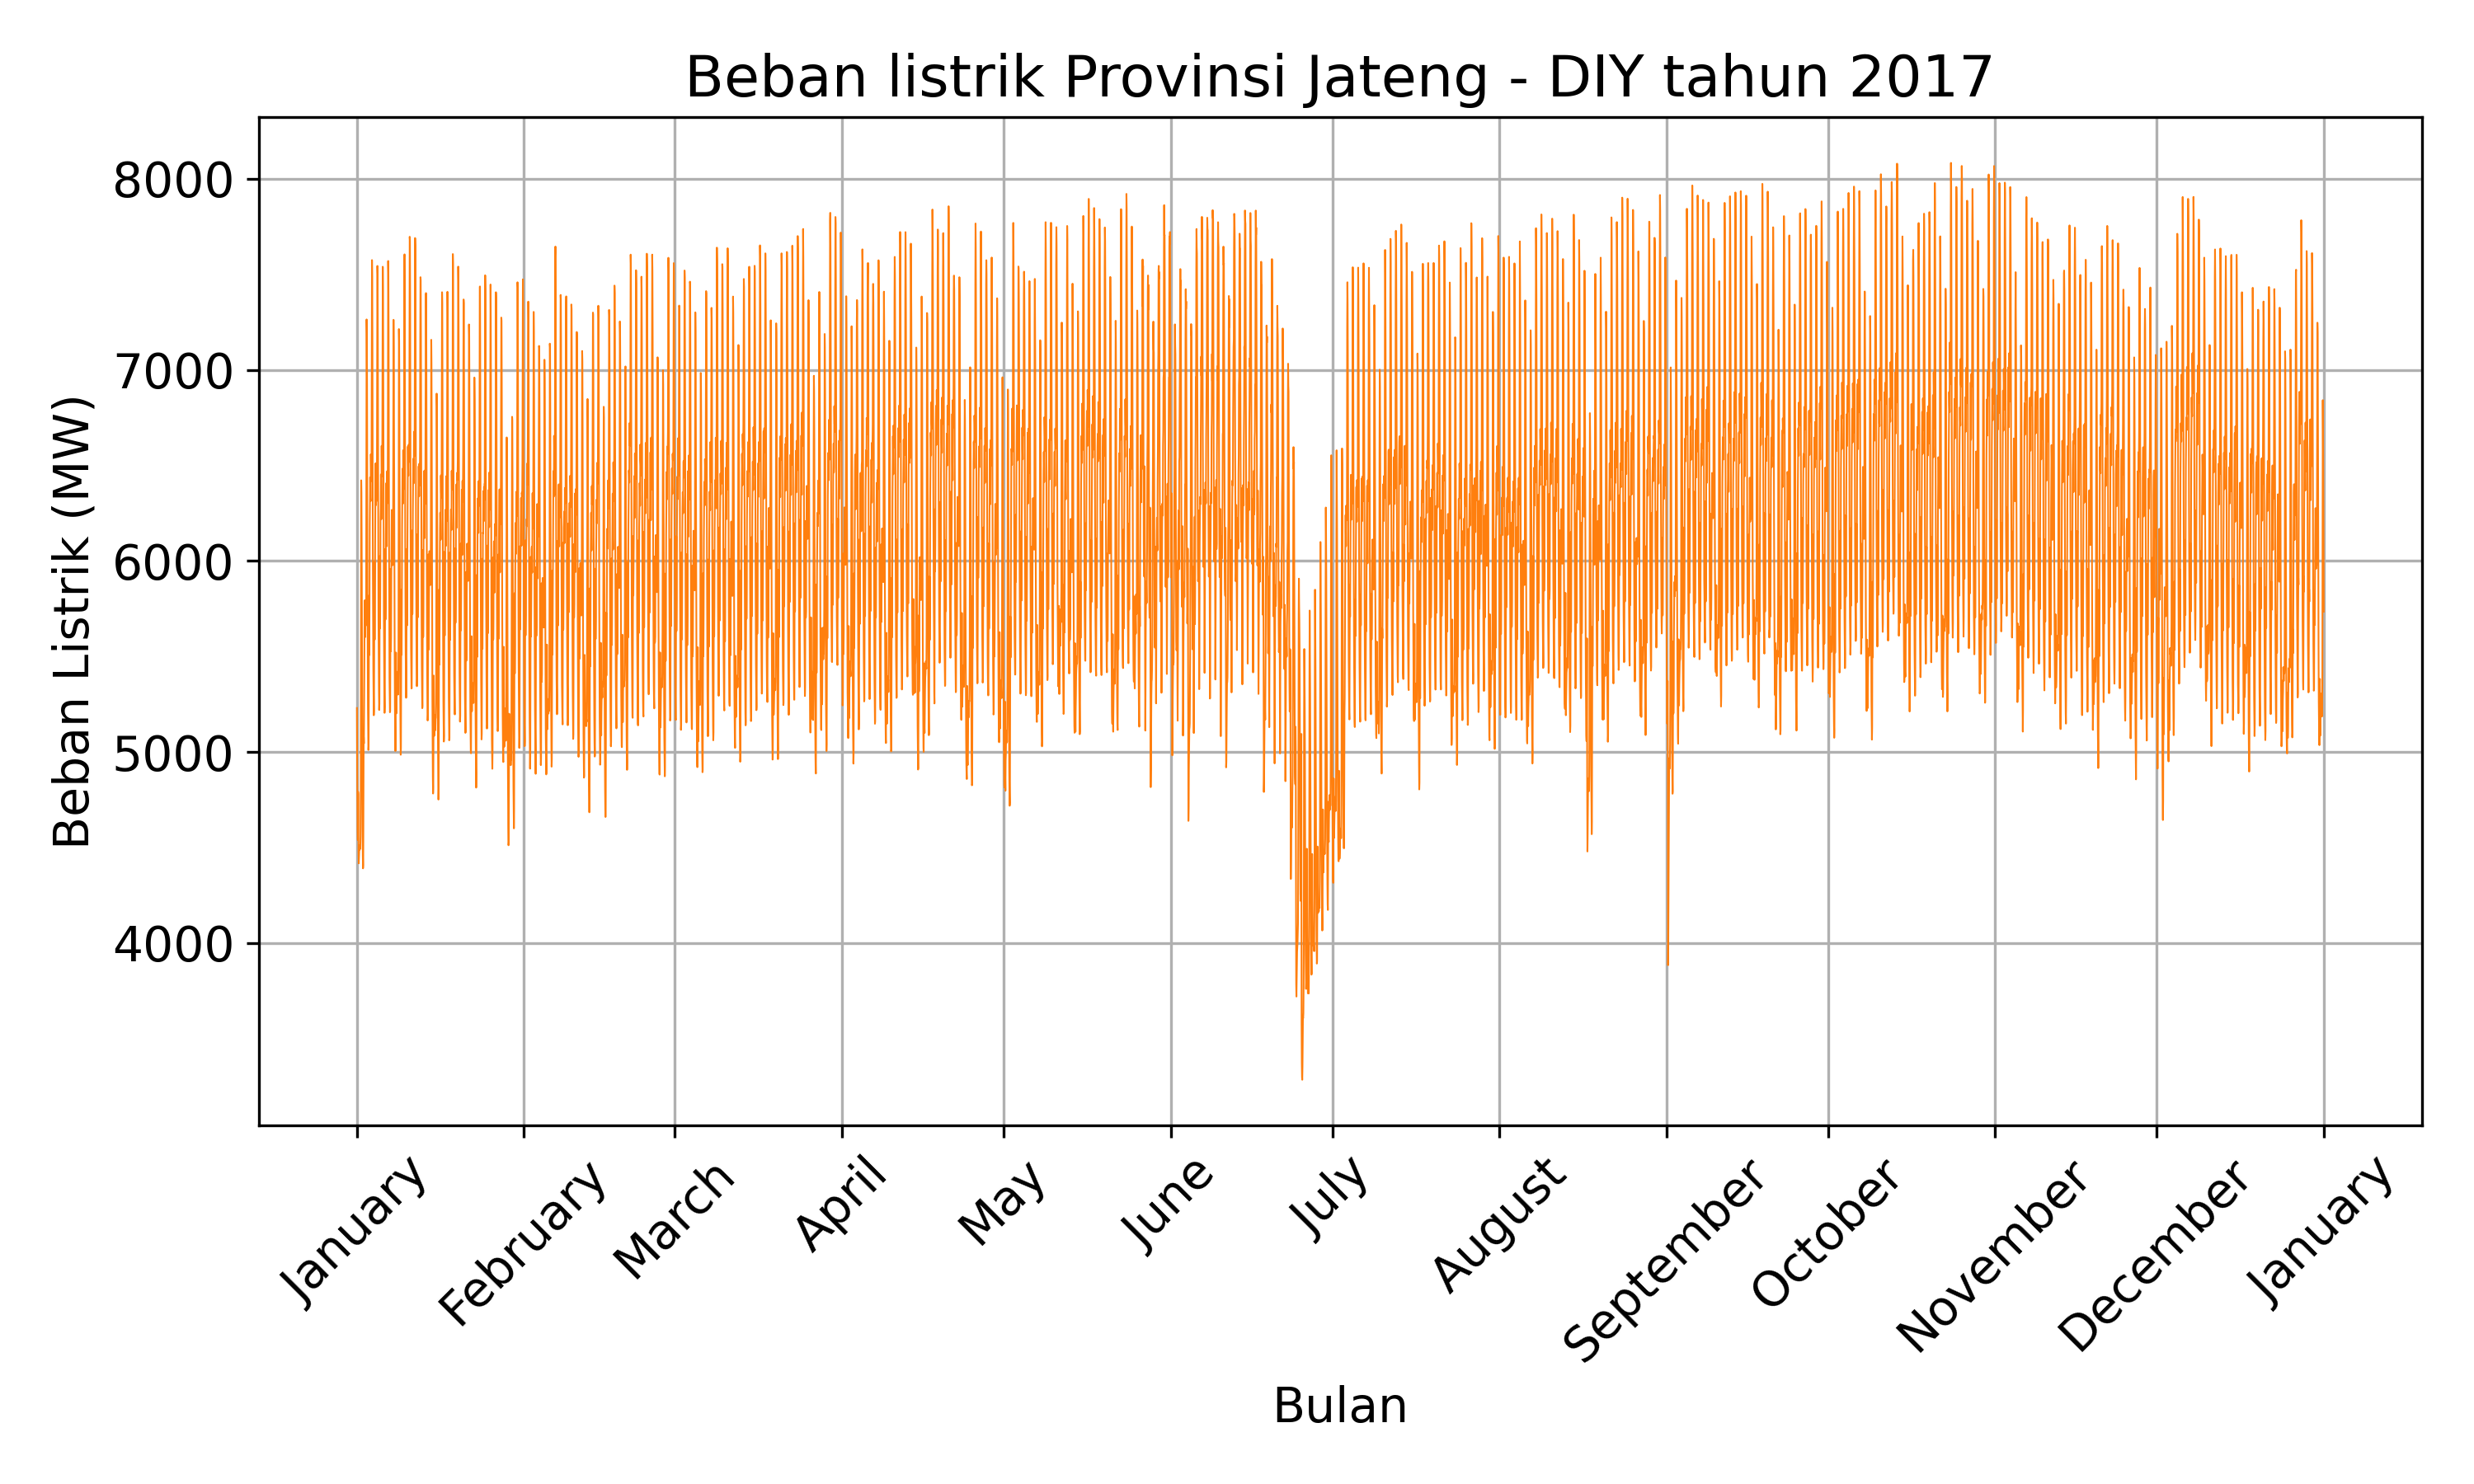 Beban listrik Provinsi Jateng - DIY tahun 2017
Beban Listrik (MW)
8000
7000
6000
5000
4000
January
February
March
April
May
June
July
August
September
October
November
December
January
Bulan